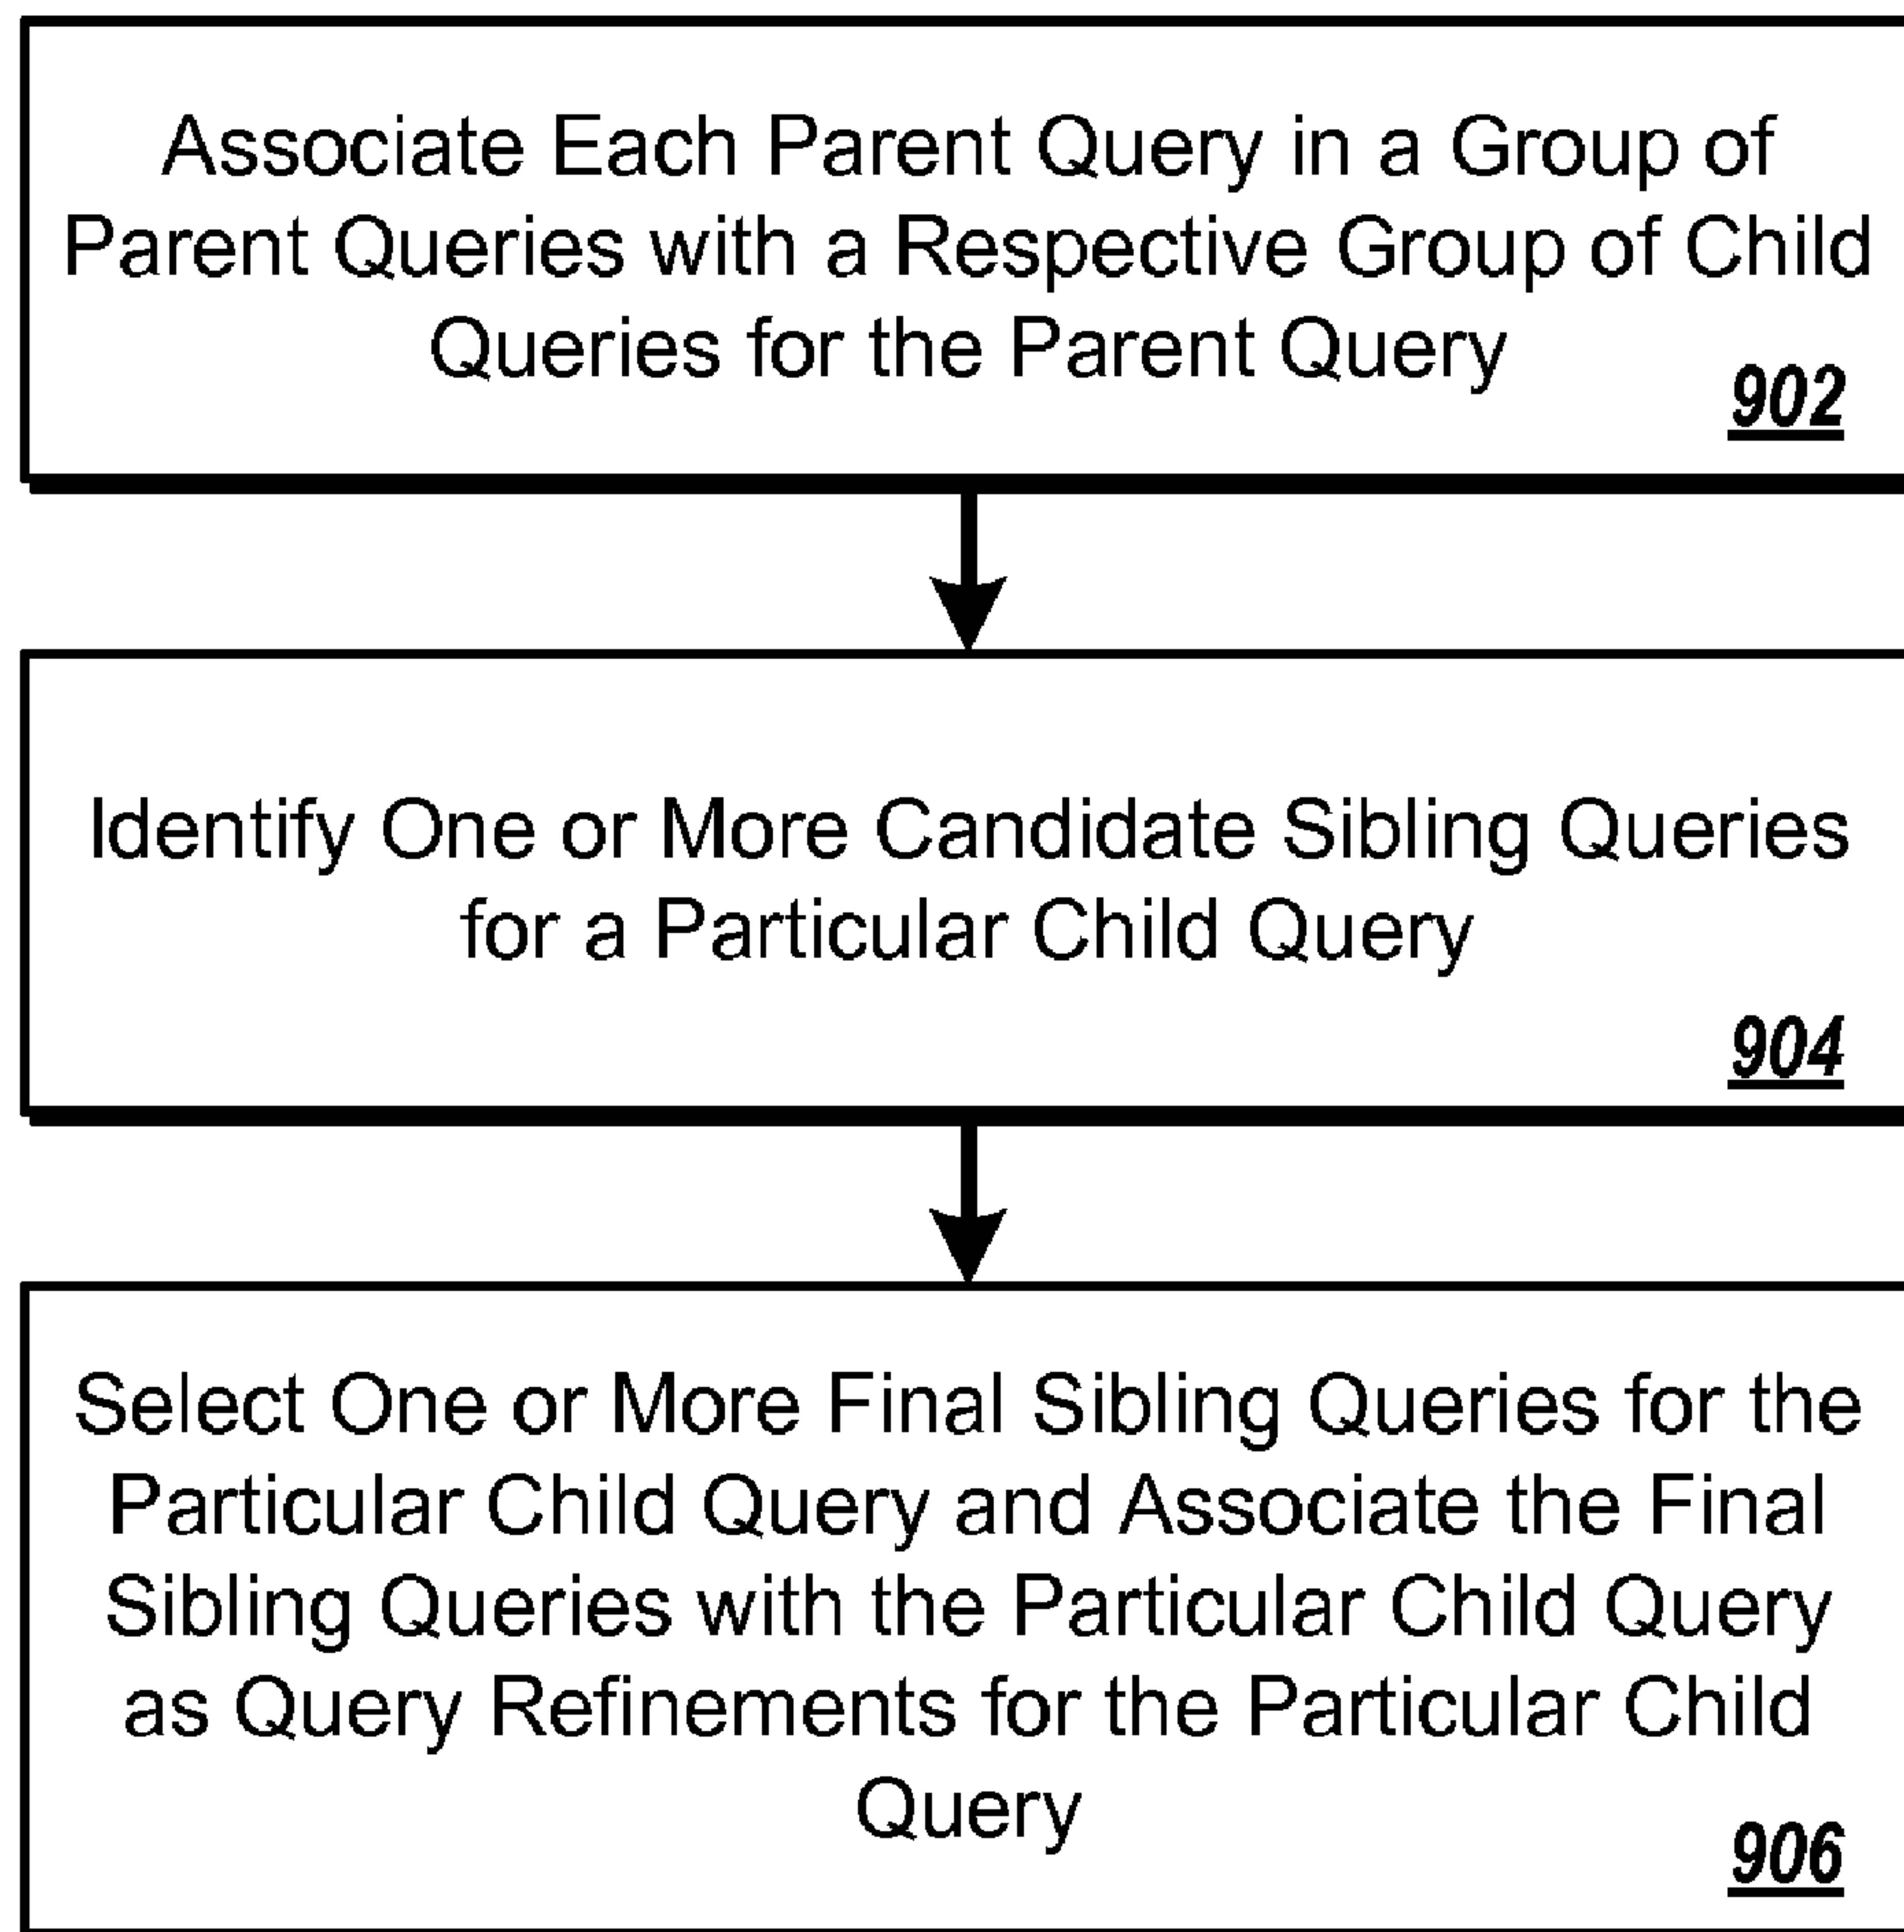 Associate Each Parent Query in a Group of
Parent Queries with a Respective Group of Child
Queries for the Parent Query
902
Identify One or More Candidate Sibling Queries
for a Particular Child Query
904
Select One or More Final Sibling Queries for the
Particular Child Query and Associate the Final
Sibling Queries with the Particular Child Query
as Query Refinements for the Particular Child
Query
906